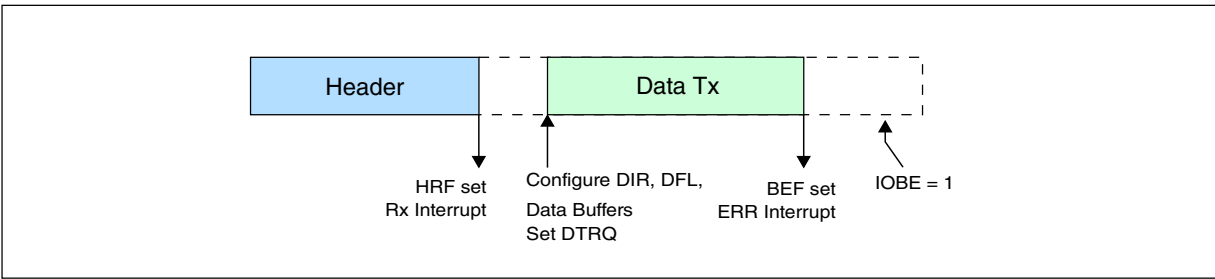 Header
Data Tx
HRF set
Rx Interrupt
Configure DIR, DFL,
Data Buffers
Set DTRQ
BEF set
ERR Interrupt
IOBE = 1